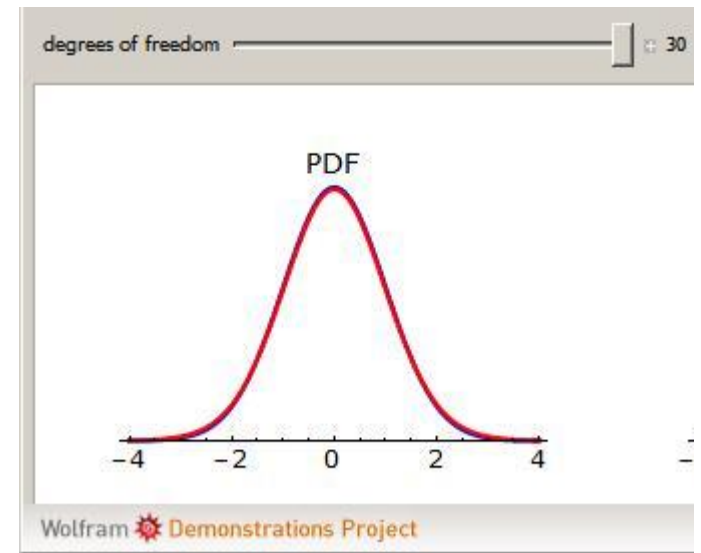 degrees of freedom 30
PDF
−4 −2 0 2 4 −
Wolfram Demonstrations Project